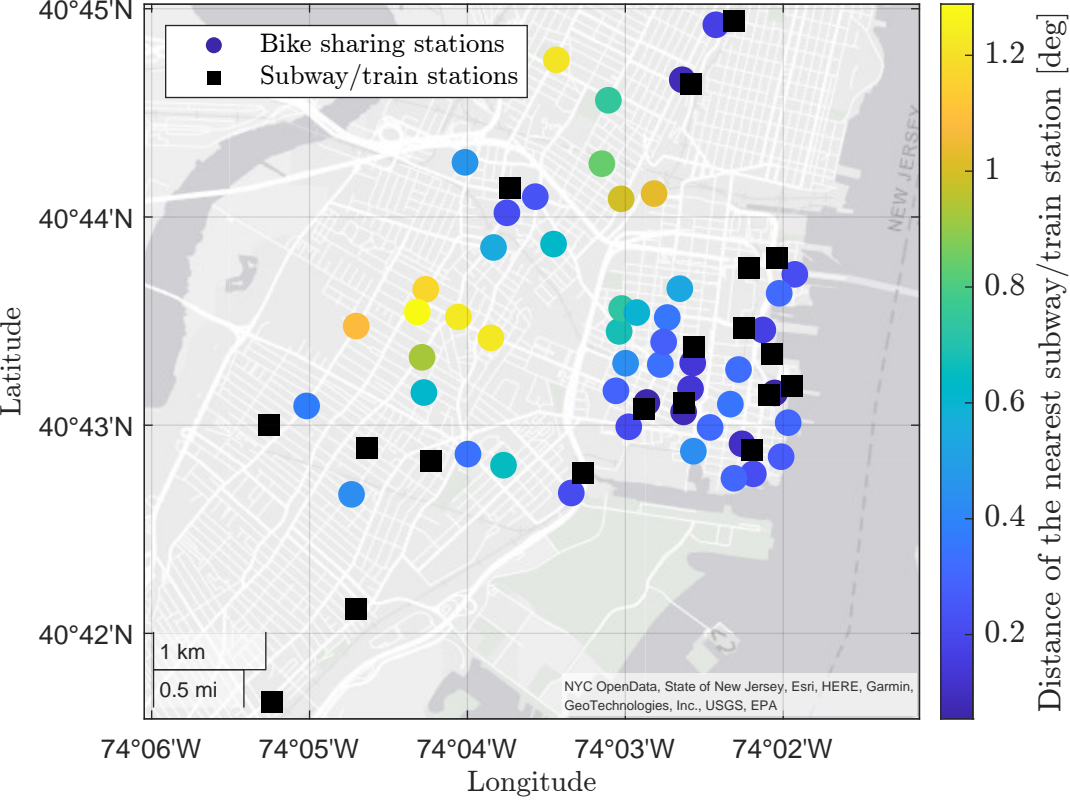 Bike sharing stations
Subway/train stations
40°45'N
40°44'N
40°43'N
40°42'N
Latitude
74°06'W
74°05'W
74°04'W
74°03'W
74°02'W
Longitude
1 km
0.5 mi
NEW JERSEY
NYC OpenData, State of New Jersey, Esri, HERE, Garmin,
GeoTechnologies, Inc., USGS, EPA
1.2
1
0.8
0.6
0.4
0.2
Distance of the nearest subway/train station [deg]